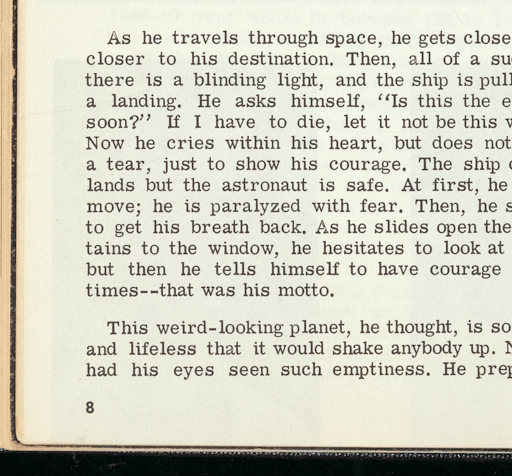 As he travels through space, he gets close
closer to his destination. Then, all of a su
there is a blinding light, and the ship is pull
a landing. He asks himself, "Is this the e
soon?" If I have to die, let it not be this w
Now he cries within his heart, but does not
a tear, just to show his courage. The ship c
lands but the astronaut is safe. At first, he
move; he is paralyzed with fear. Then, he s
to get his breath back. As he slides open the
tains to the window, he hesitates to look at
but then he tells himself to have courage
times--that was his motto.
This weird-looking planet, he thought, is so
and lifeless that it would shake anybody up. N
had his eyes seen such emptiness. He prep
8